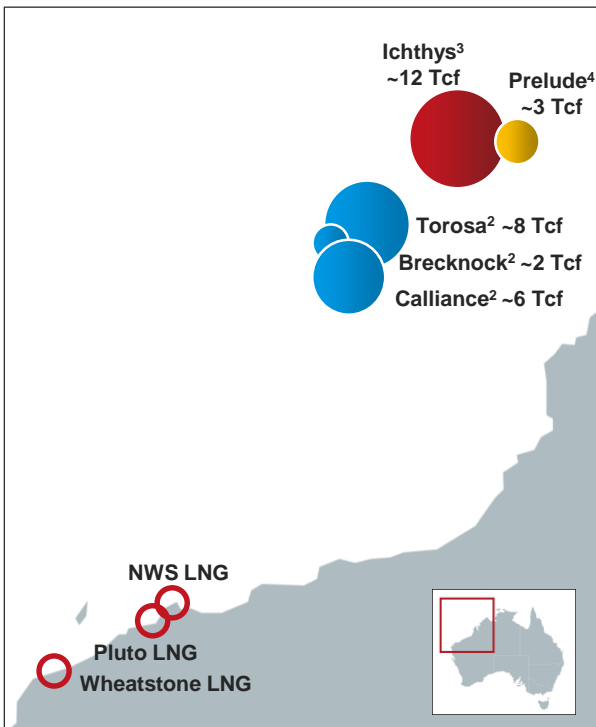 Ichthys³
~12 Tcf
Prelude⁴
~3 Tcf
Torosa² ~8 Tcf
Brecknock² ~2 Tcf
Calliance² ~6 Tcf
NWS LNG
Pluto LNG
Wheatstone LNG